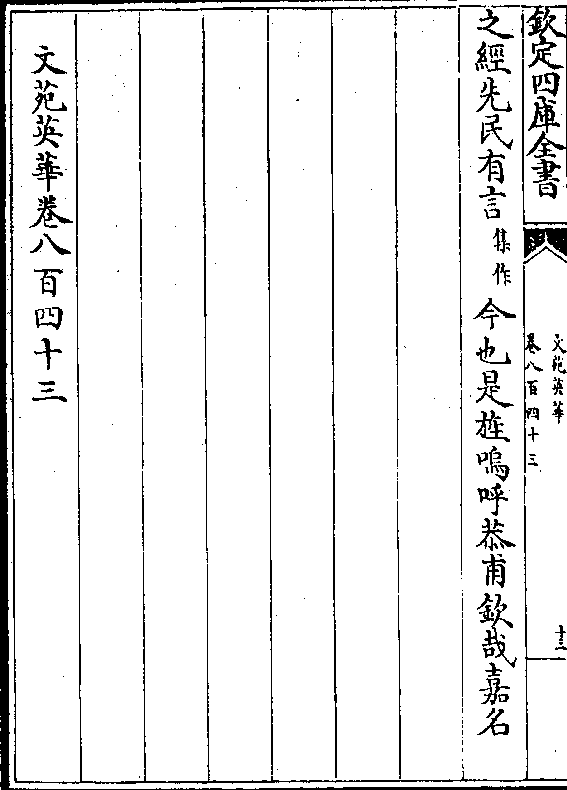 欽定四庫全書
文苑英華
卷八百四十三
十三
之經先民有言集作今也是旌嗚呼恭甫欽哉嘉名
文苑英華卷八百四十三